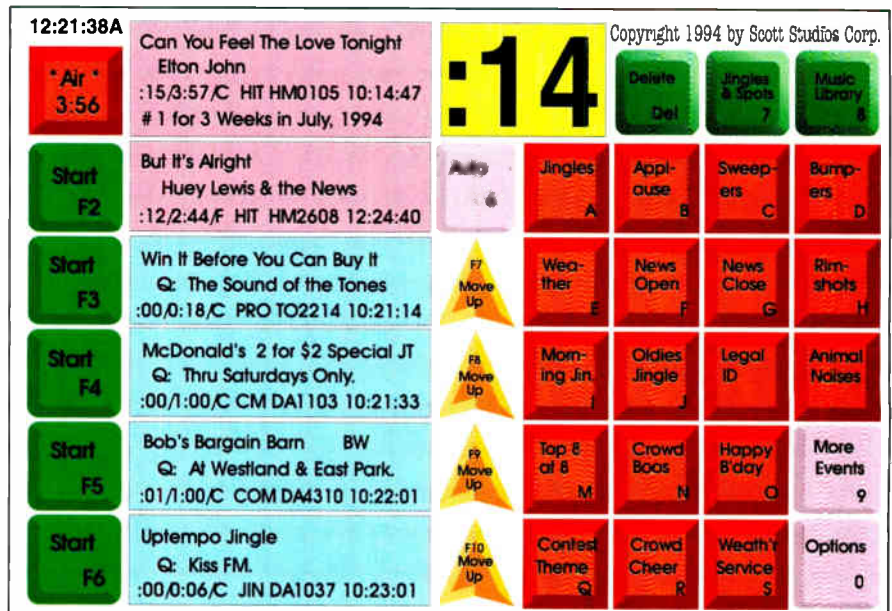 12:21:38A
Copyright 1994 by Scott Studios Corp.
* Air *
3:56
Can You Feel The Love Tonight
Elton John
:15/3:57/C HIT HM0105 10:14:47
# 1 for 3 Weeks in July, 1994
:14
Delete
Del
Jingles
& Spots
7
Music
Library
8
Start
F2
But It's Alright
Huey Lewis & the News
:12/2:44/F HIT HM2608 12:24:40
Jingles
A
Appl-
ause
B
Sweep-
ers
C
Bump-
ers
D
Start
F3
Win It Before You Can Buy It
Q: The Sound of the Tones
:00/0:18/C PRO TO2214 10:21:14
F7
Move
Up
Wea-
ther
E
News
Open
F
News
Close
G
Rim-
shots
H
Start
F4
McDonald's 2 for $2 Special JT
Q: Thru Saturdays Only.
:00/1:00/C CM DA1103 10:21:33
F8
Move
Up
Morn-
ing Jin
I
Oldies
Jingle
J
Legal
ID
Animal
Noises
Start
F5
Bob's Bargain Barn BW
Q: At Westland & East Park.
:01/1:00/C COM DA4310 10:22:01
F9
Move
Up
Top 8
at 8
M
Crowd
Boos
N
Happy
B'day
O
More
Events
9
Start
F6
Uptempo Jingle
Q: Kiss FM.
:00/0:06/C JIN DA1037 10:23:01
F10
Move
Up
Contest
Theme
Q
Crowd
Cheer
R
Weath'r
Service
S
Options
0